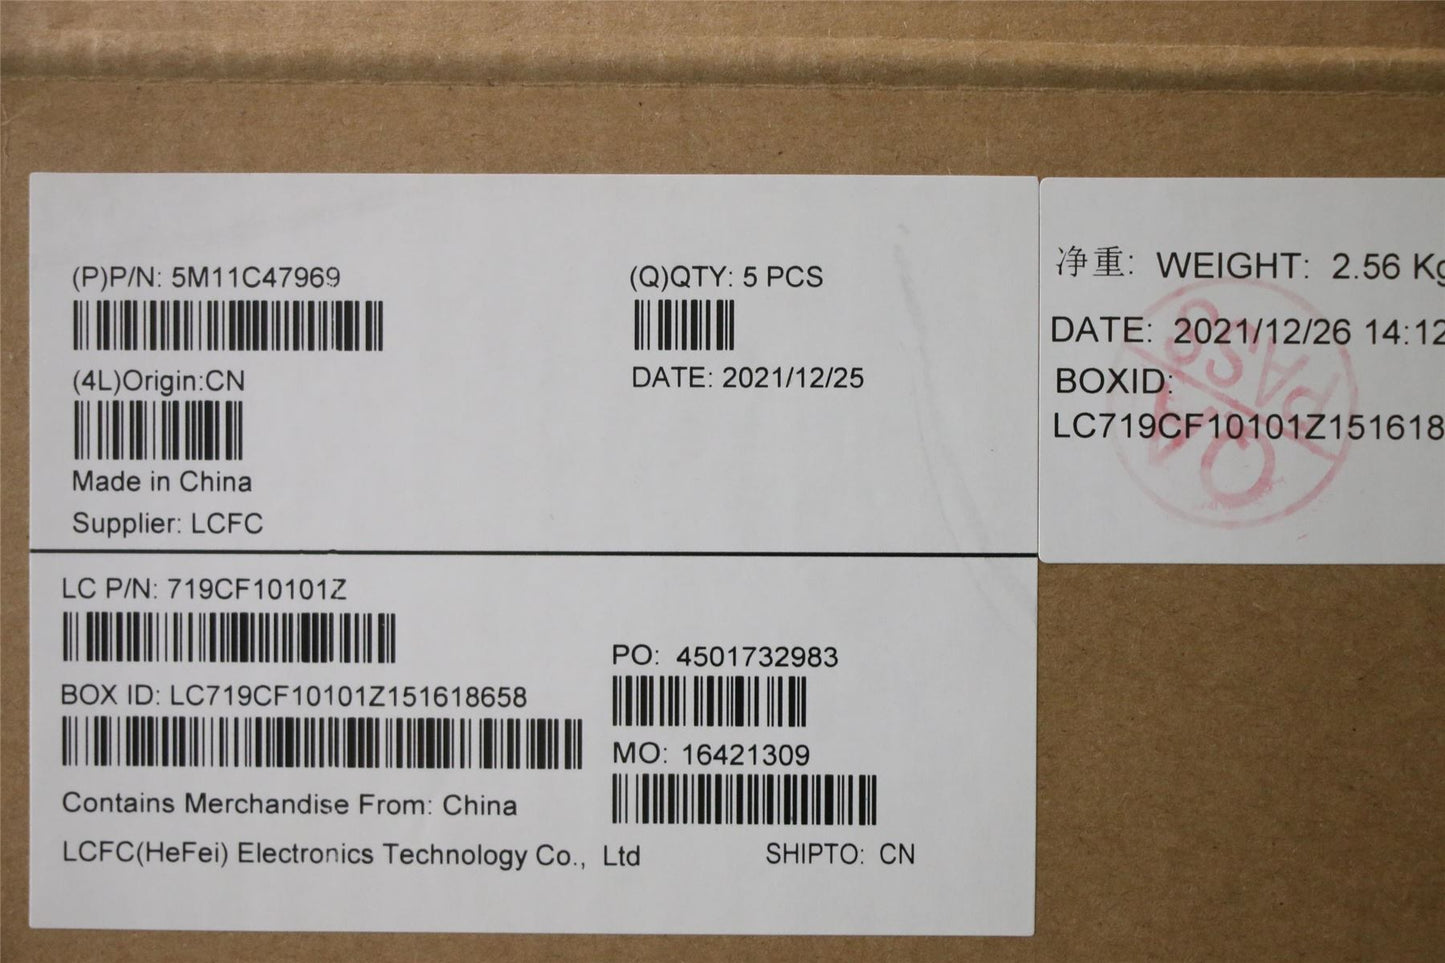 (P)P/N: 5M11C47969
(Q)QTY: 5 PCS
(4L)Origin:CN
DATE: 2021/12/25
Made in China
Supplier: LCFC
LC P/N: 719CF10101Z
PO: 4501732983
BOX ID: LC719CF10101Z151618658
MO: 16421309
Contains Merchandise From: China
LCFC(HeFei) Electronics Technology Co., Ltd
SHIPTO: CN
净重: WEIGHT: 2.56 Kg
DATE: 2021/12/26 14:12
BOXID:
LC719CF10101Z151618
QA
PASS